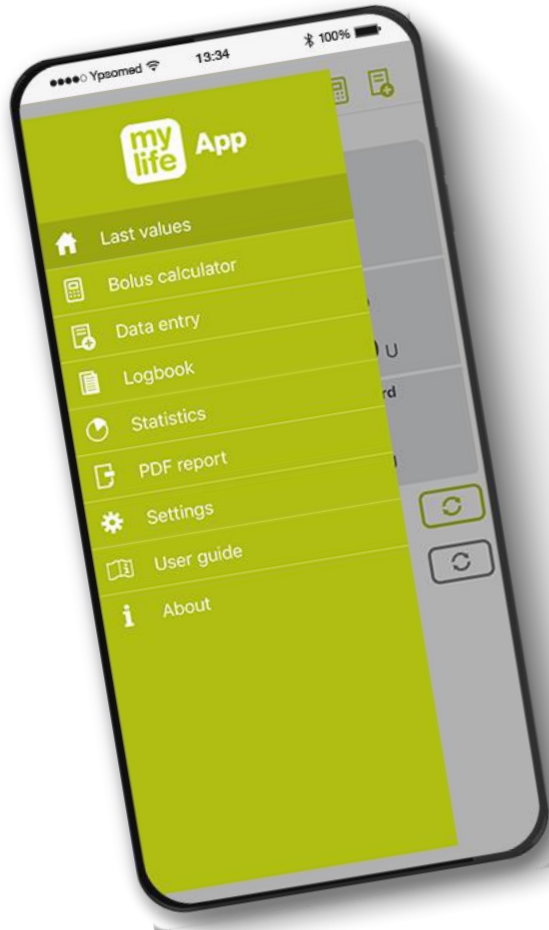 Ypsomed
13:34
100%
my
life
App
Last values
Bolus calculator
Data entry
Logbook
Statistics
PDF report
Settings
User guide
About
U
rd